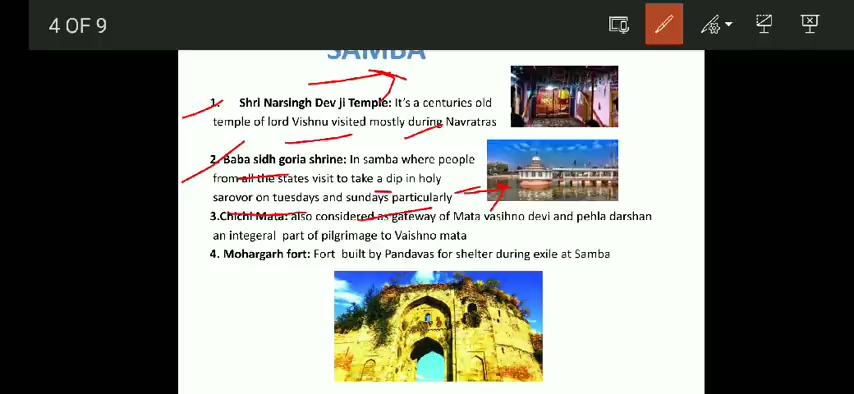 4 OF 9
SAMBA
1. Shri Narsingh Dev ji Temple: It's a centuries old
temple of lord Vishnu visited mostly during Navratras
2. Baba sidh goria shrine: In samba where people
from all the states visit to take a dip in holy
sarovor on tuesdays and sundays particularly
3.Chichi Mata: also considered as gateway of Mata vasihno devi and pehla darshan
an integeral part of pilgrimage to Vaishno mata
4. Mohargarh fort: Fort built by Pandavas for shelter during exile at Samba